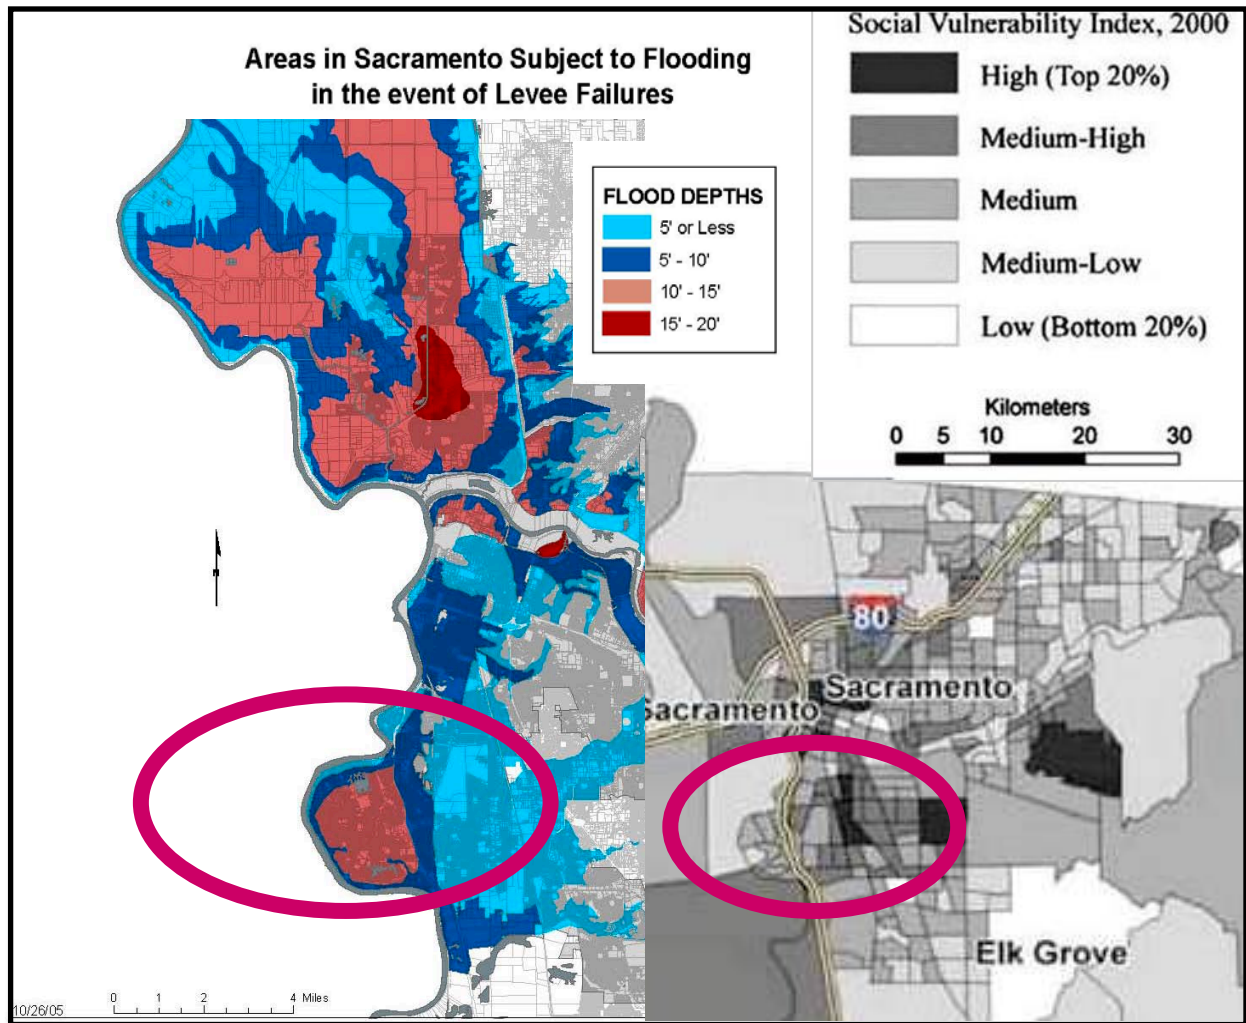 Areas in Sacramento Subject to Flooding
in the event of Levee Failures
FLOOD DEPTHS
5' or Less
5' - 10'
10' - 15'
15' - 20'
0 1 2 4 Miles
10/26/05
Social Vulnerability Index, 2000
High (Top 20%)
Medium-High
Medium
Medium-Low
Low (Bottom 20%)
Kilometers
0 5 10 20 30
80
Sacramento
Sacramento
Elk Grove